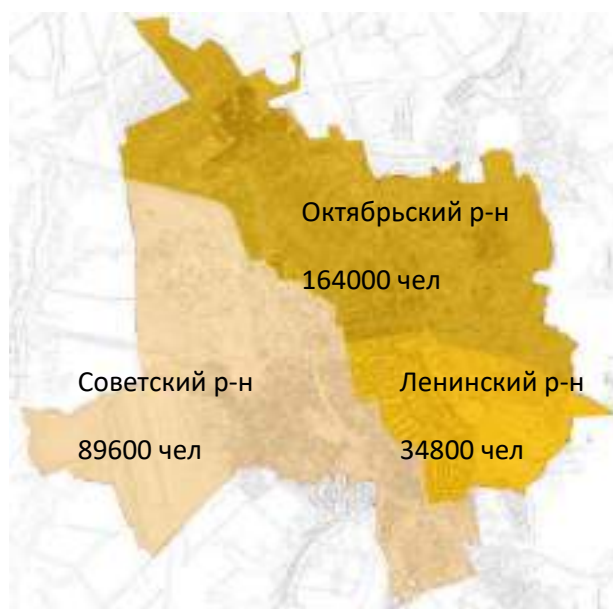 Октябрьский р-н
164000 чел
Советский р-н
89600 чел
Ленинский р-н
34800 чел